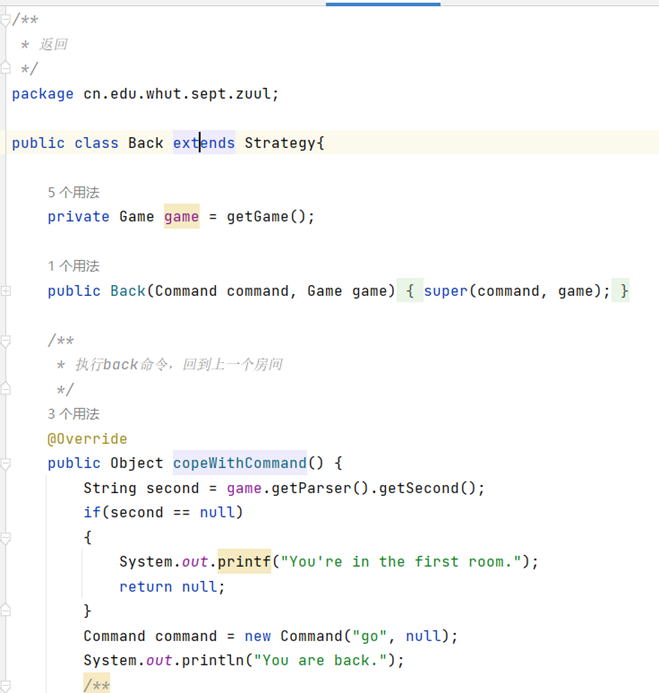 /**
 * 返回
 */
package cn.edu.whut.sept.zuul;
public class Back extends Strategy{
5 个用法
private Game game = getGame();
1 个用法
public Back(Command command, Game game) { super(command, game); }
/**
 * 执行back命令，回到上一个房间
 */
3 个用法
@Override
public Object copeWithCommand() {
String second = game.getParser().getSecond();
if(second == null)
{
System.out.printf("You're in the first room.");
return null;
}
Command command = new Command("go", null);
System.out.println("You are back.");
/**